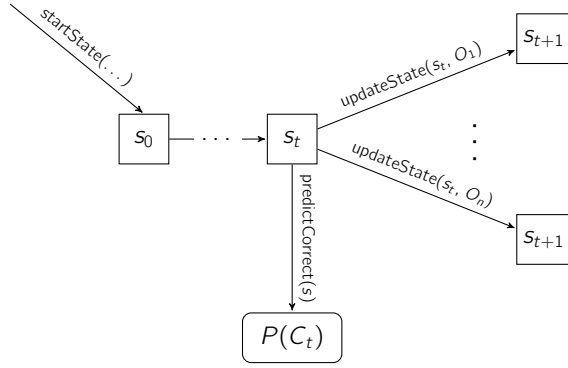 startState(...)
s_{t+1}
updateState(s_t, O_1)
s_0
...
s_t
⋮
updateState(s_t, O_n)
predictCorrect(s)
s_{t+1}
P(C_t)